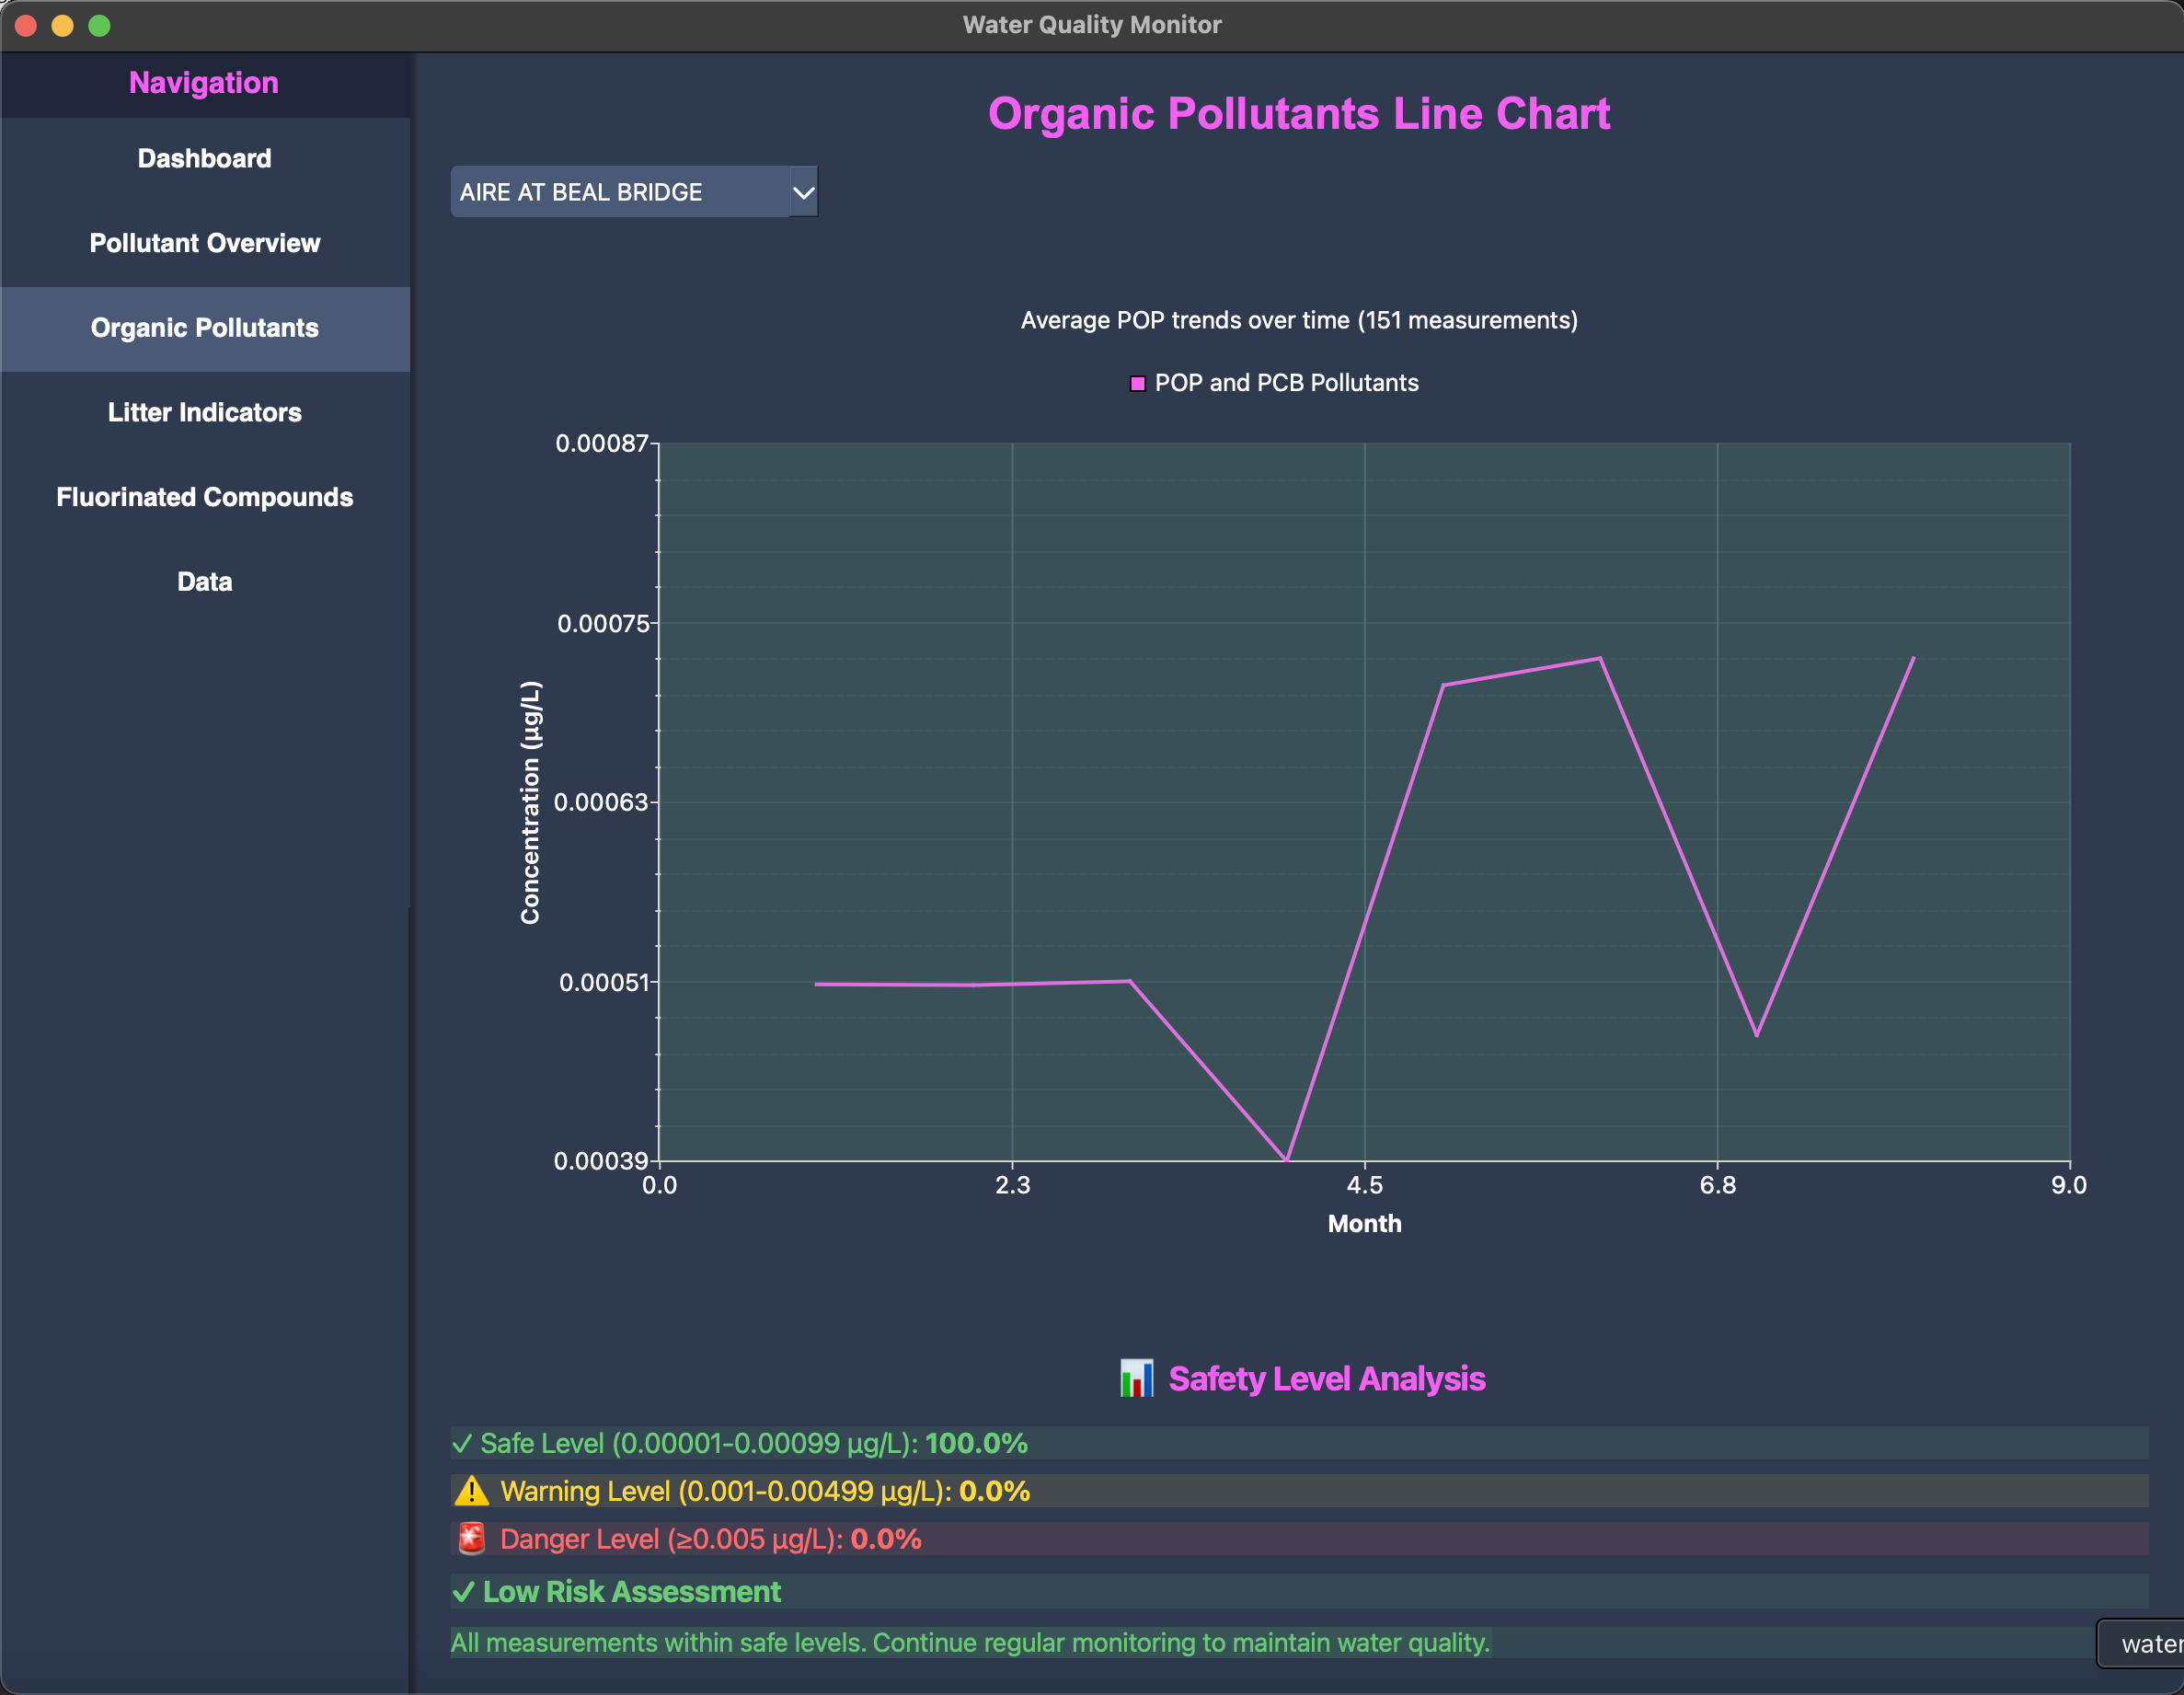 Water Quality Monitor
Navigation
Dashboard
Pollutant Overview
Organic Pollutants
Litter Indicators
Fluorinated Compounds
Data
Organic Pollutants Line Chart
AIRE AT BEAL BRIDGE
Average POP trends over time (151 measurements)
POP and PCB Pollutants
0.00087
0.00075
0.00063
0.00051
0.00039
Concentration (µg/L)
0.0 2.3 4.5 6.8 9.0
Month
📊 Safety Level Analysis
✓ Safe Level (0.00001-0.00099 µg/L): 100.0%
⚠️ Warning Level (0.001-0.00499 µg/L): 0.0%
🚨 Danger Level (≥0.005 µg/L): 0.0%
✓ Low Risk Assessment
All measurements within safe levels. Continue regular monitoring to maintain water quality.
water